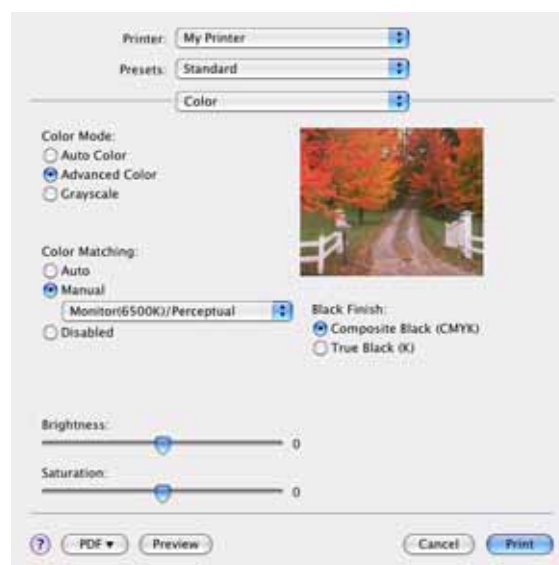 Printer: My Printer
Presets: Standard
Color
Color Mode:
Auto Color
Advanced Color
Grayscale
Color Matching:
Auto
Manual
Monitor(6500K)/Perceptual
Disabled
Black Finish:
Composite Black (CMYK)
True Black (K)
Brightness:
0
Saturation:
0
? PDF Preview Cancel Print